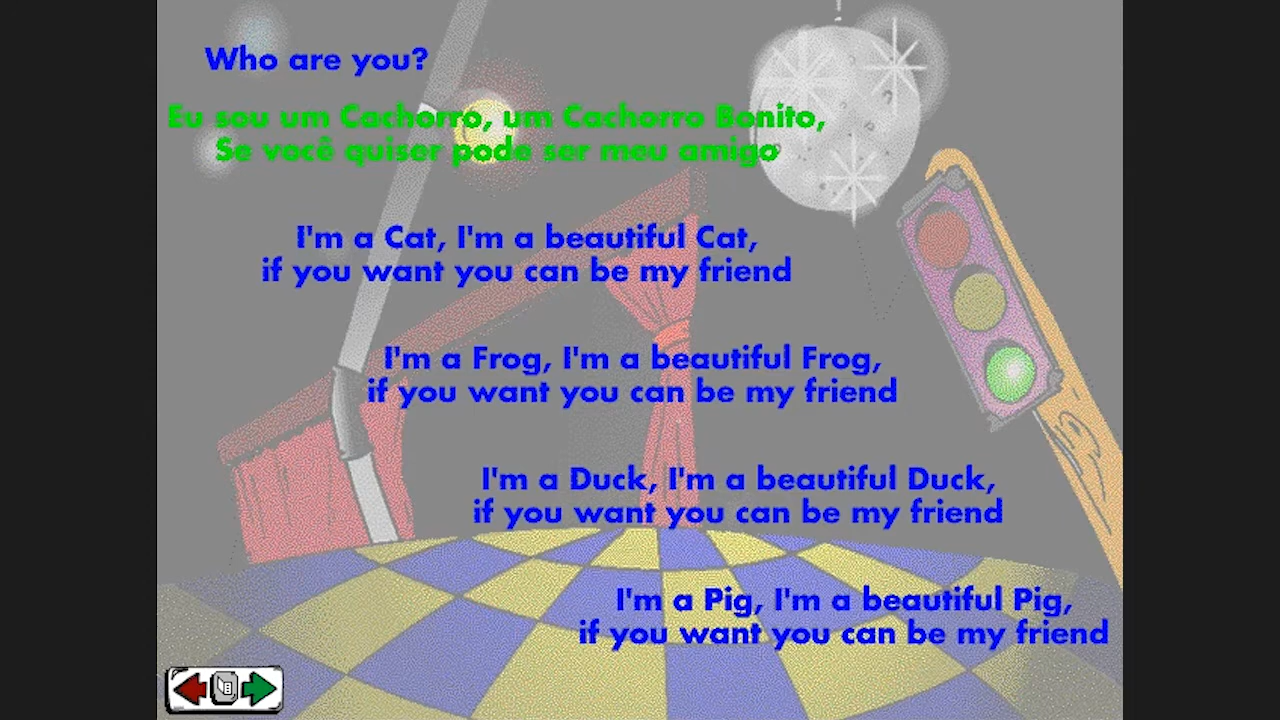 Who are you?
Eu sou um Cachorro, um Cachorro Bonito,
Se você quiser pode ser meu amigo
I'm a Cat, I'm a beautiful Cat,
if you want you can be my friend
I'm a Frog, I'm a beautiful Frog,
if you want you can be my friend
I'm a Duck, I'm a beautiful Duck,
if you want you can be my friend
I'm a Pig, I'm a beautiful Pig,
if you want you can be my friend